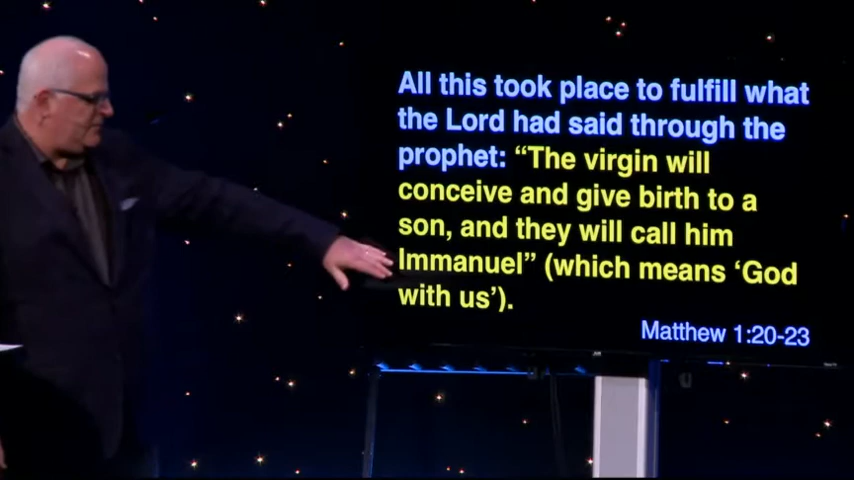 All this took place to fulfill what
the Lord had said through the
prophet: “The virgin will
conceive and give birth to a
son, and they will call him
Immanuel” (which means ‘God
with us’).
Matthew 1:20-23